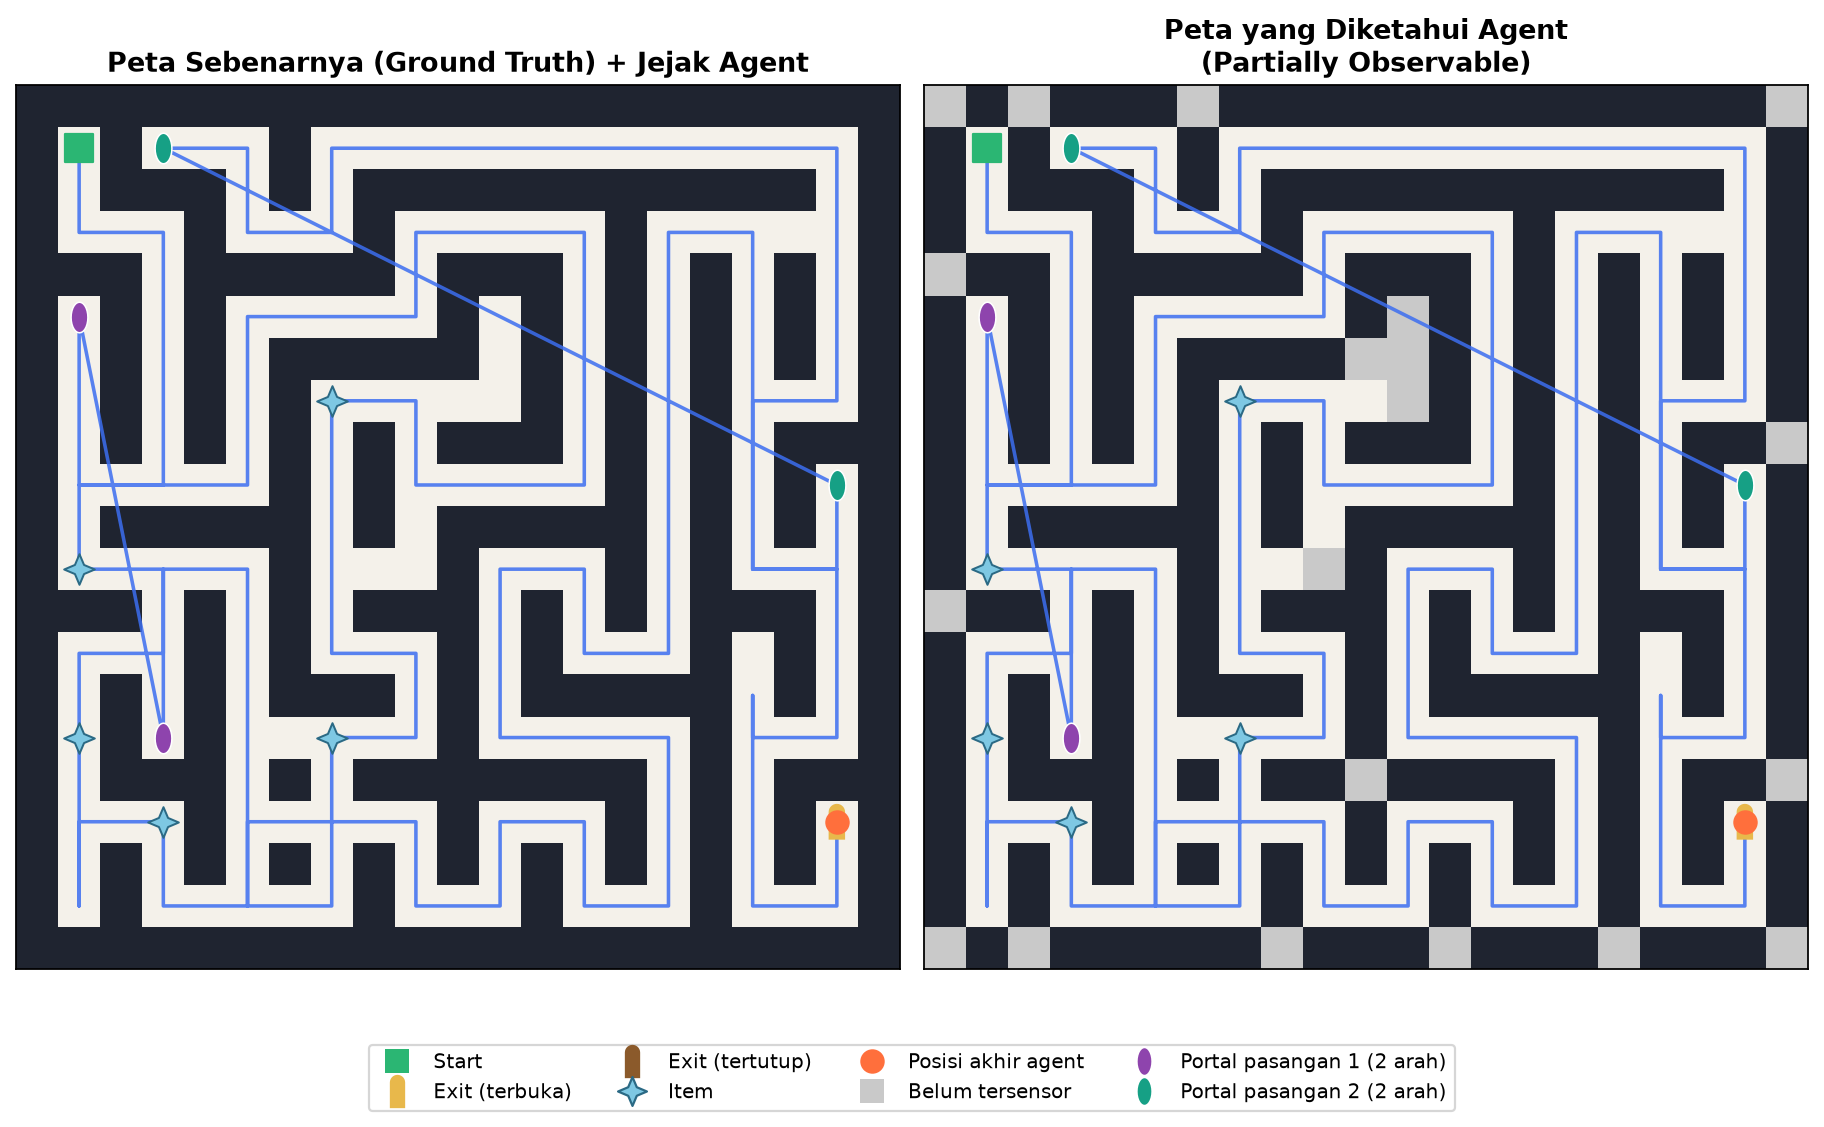 Peta Sebenarnya (Ground Truth) + Jejak Agent
Peta yang Diketahui Agent
(Partially Observable)
Start
Exit (terbuka)
Exit (tertutup)
Item
Posisi akhir agent
Belum tersensor
Portal pasangan 1 (2 arah)
Portal pasangan 2 (2 arah)